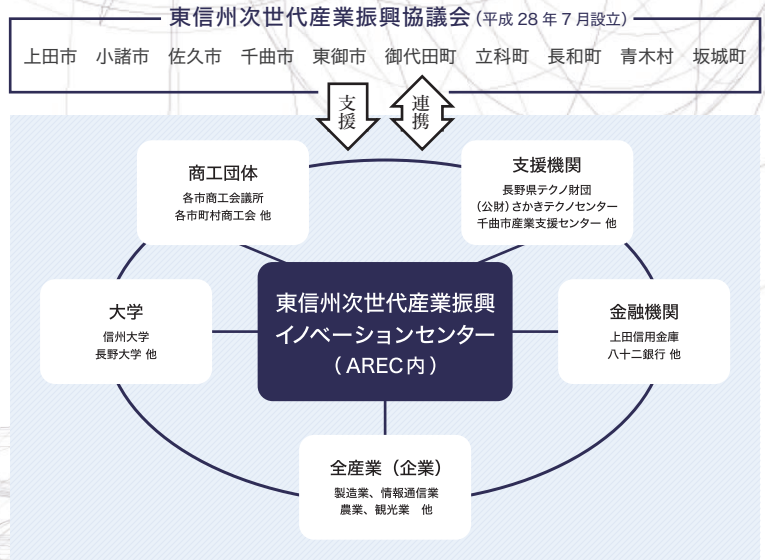 東信州次世代産業振興協議会（平成 28 年 7 月設立）
上田市 小諸市 佐久市 千曲市 東御市 御代田町 立科町 長和町 青木村 坂城町
支援
連携
商工団体
各市商工会議所
各市町村商工会 他
支援機関
長野県テクノ財団
（公財）さかきテクノセンター
千曲市産業支援センター 他
大学
信州大学
長野大学 他
東信州次世代産業振興
イノベーションセンター
（ AREC 内 ）
金融機関
上田信用金庫
八十二銀行 他
全産業（企業）
製造業、情報通信業
農業、観光業　他